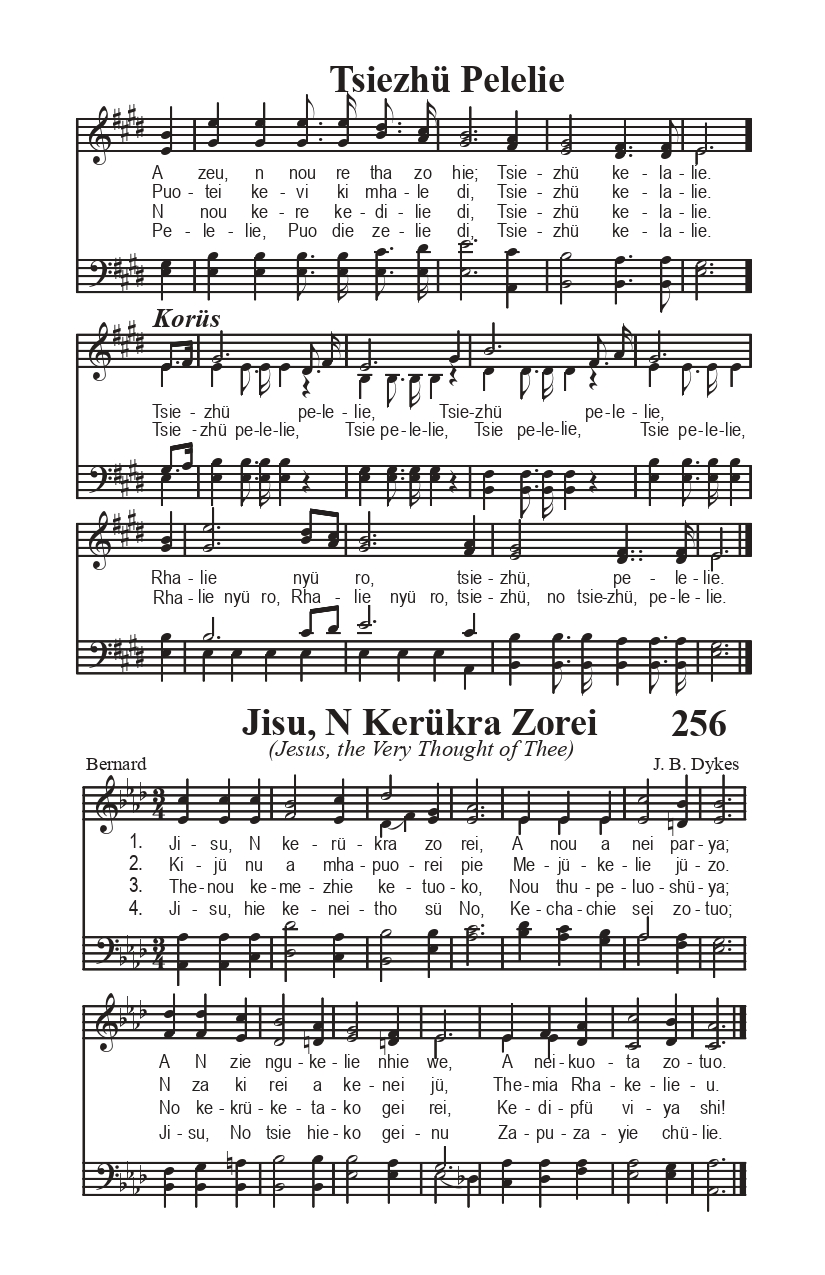 Tsiezhü Pelelie
A zeu, n nou re tha zo hie; Tsie - zhü ke - la - lie.
Puo - tei ke - vi ki mha - le di, Tsie - zhü ke - la - lie.
N nou - ke - re ke - di - lie di, Tsie - zhü ke - la - lie.
Pe - le - lie, Puo die ze - lie di, Tsie - zhü ke - la - lie.
Korüs
Tsie - zhü pe-le - lie, Tsie-zhü pe - le - lie,
Tsie - zhü pe-le-lie, Tsie pe-le-lie, Tsie pe-le-lie, Tsie pe-le-lie,
Rha-lie nyü ro, tsie - zhü, pe - le - lie.
Rha - lie nyü ro, Rha - lie nyü ro, tsie - zhü, no tsie-zhü, pe-le-lie.
Jisu, N Kerükra Zorei 256
(Jesus, the Very Thought of Thee)
Bernard J. B. Dykes
3 4
1. Ji - su, N ke - rü - kra zo rei, A nou a nei par - ya;
2. Ki - jü nu a mha - puo - rei pie Me - jü - ke - lie jü - zo.
3. The - nou ke - me - zhie ke - tuo - ko, Nou thu - pe - luo - shü - ya;
4. Ji - su, hie ke - nei - tho sü No, Ke - cha - chie sei zo - tuo;
3 4
A N zie ngu - ke - lie nhie we, A nei - kuo - ta zo - tuo.
N za ki rei a ke - nei jü, The - mia Rha - ke - lie - u.
No ke - krü - ke - ta - ko gei rei, Ke - di - pfü vi - ya shi!
Ji - su, No tsie hie - ko gei - nu Za - pu - za - yie chü - lie.